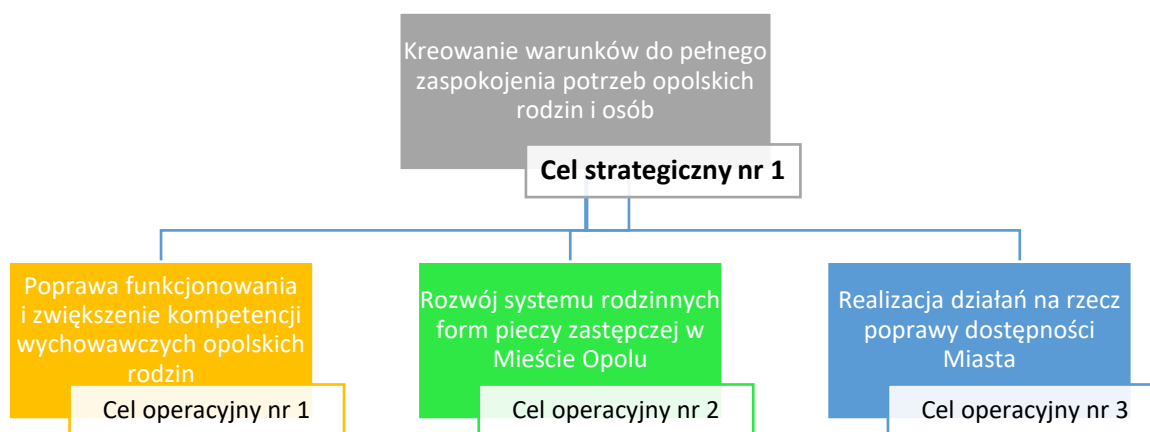 Kreowanie warunków do pełnego
zaspokojenia potrzeb opolskich
rodzin i osób
Cel strategiczny nr 1
Poprawa funkcjonowania
i zwiększenie kompetencji
wychowawczych opolskich
rodzin
Cel operacyjny nr 1
Rozwój systemu rodzinnych
form pieczy zastępczej w
Mieście Opolu
Cel operacyjny nr 2
Realizacja działań na rzecz
poprawy dostępności
Miasta
Cel operacyjny nr 3